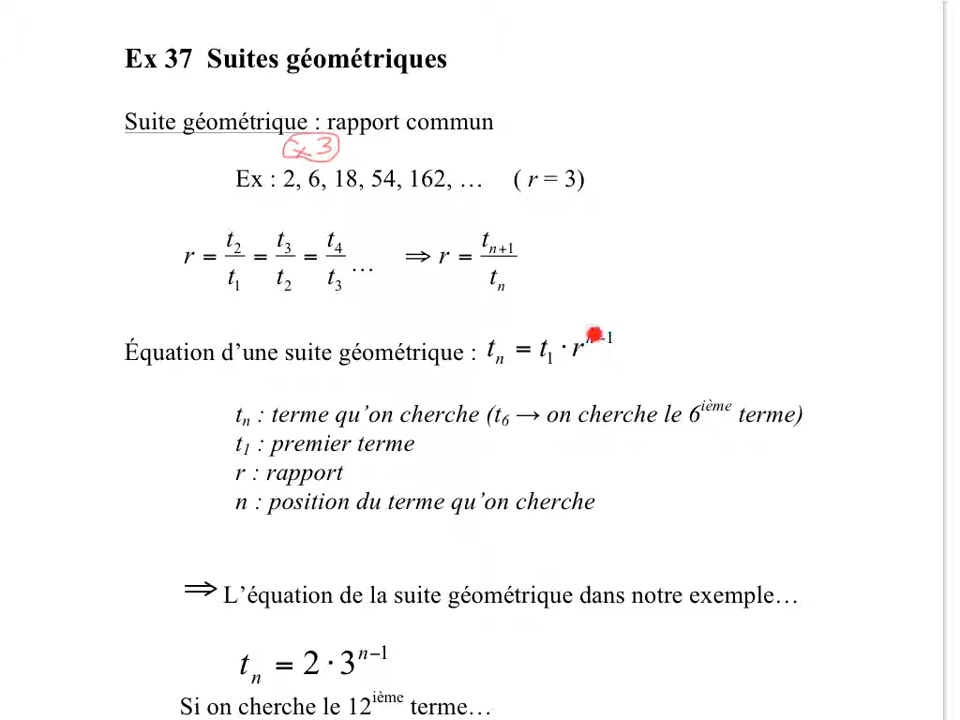 Ex 37 Suites géométriques
Suite géométrique : rapport commun
×3
Ex : 2, 6, 18, 54, 162, … ( r = 3)
r = t₂/t₁ = t₃/t₂ = t₄/t₃ … ⇒ r = tₙ₊₁/tₙ
Équation d’une suite géométrique : tₙ = t₁ · rⁿ⁻¹
tₙ : terme qu’on cherche (t₆ → on cherche le 6ième terme)
t₁ : premier terme
r : rapport
n : position du terme qu’on cherche
⇒ L’équation de la suite géométrique dans notre exemple…
tₙ = 2 · 3ⁿ⁻¹
Si on cherche le 12ième terme…